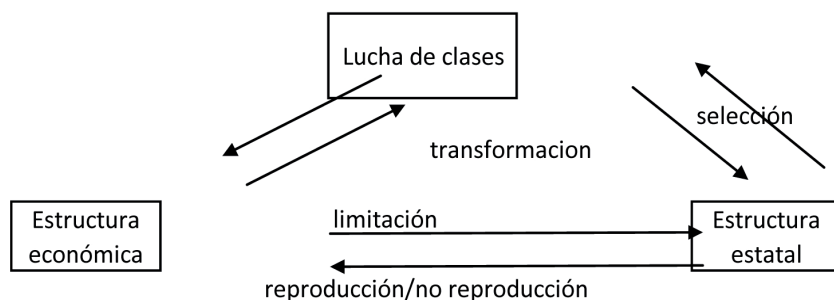 Lucha de clases
selección
transformacion
Estructura
económica
limitación
Estructura
estatal
reproducción/no reproducción